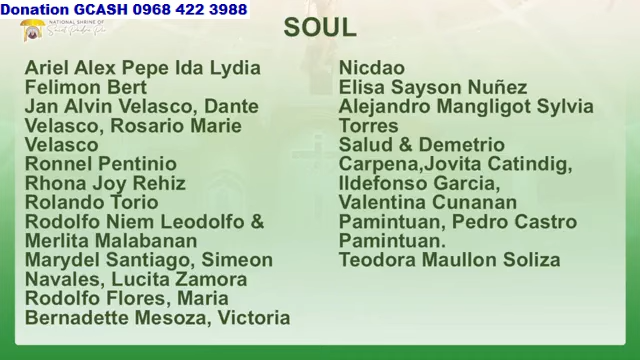 Donation GCASH 0968 422 3988
NATIONAL SHRINE OF
Saint Padre Pio
SOUL
Ariel Alex Pepe Ida Lydia
Felimon Bert
Jan Alvin Velasco, Dante
Velasco, Rosario Marie
Velasco
Ronnel Pentinio
Rhona Joy Rehiz
Rolando Torio
Rodolfo Niem Leodolfo &
Merlita Malabanan
Marydel Santiago, Simeon
Navales, Lucita Zamora
Rodolfo Flores, Maria
Bernadette Mesoza, Victoria
Nicdao
Elisa Sayson Nuñez
Alejandro Mangligot Sylvia
Torres
Salud & Demetrio
Carpena,Jovita Catindig,
Ildefonso Garcia,
Valentina Cunanan
Pamintuan, Pedro Castro
Pamintuan.
Teodora Maullon Soliza